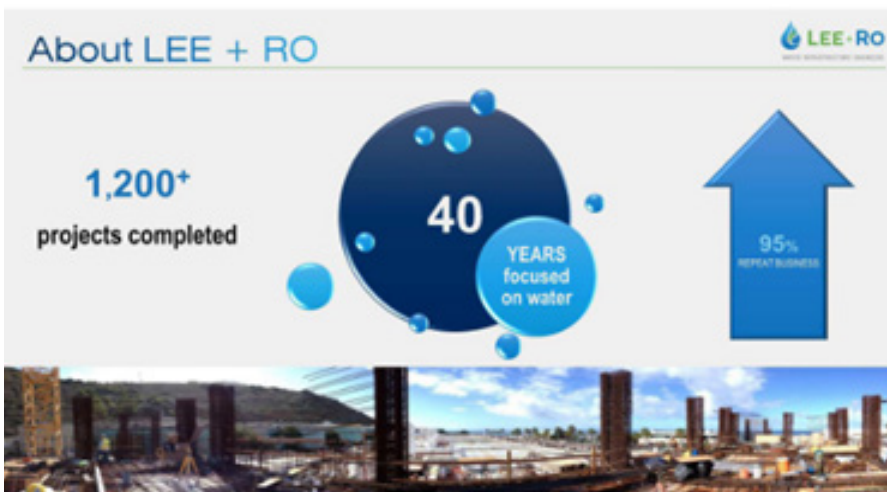 About LEE + RO
LEE+RO
1,200+
projects completed
40
YEARS
focused
on water
95%
REPEAT BUSINESS